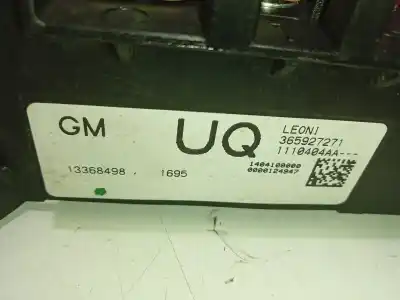 GM
UQ
LEONI
365927271
1110404AA---
13368498 . 1695
1404100000
0000124947